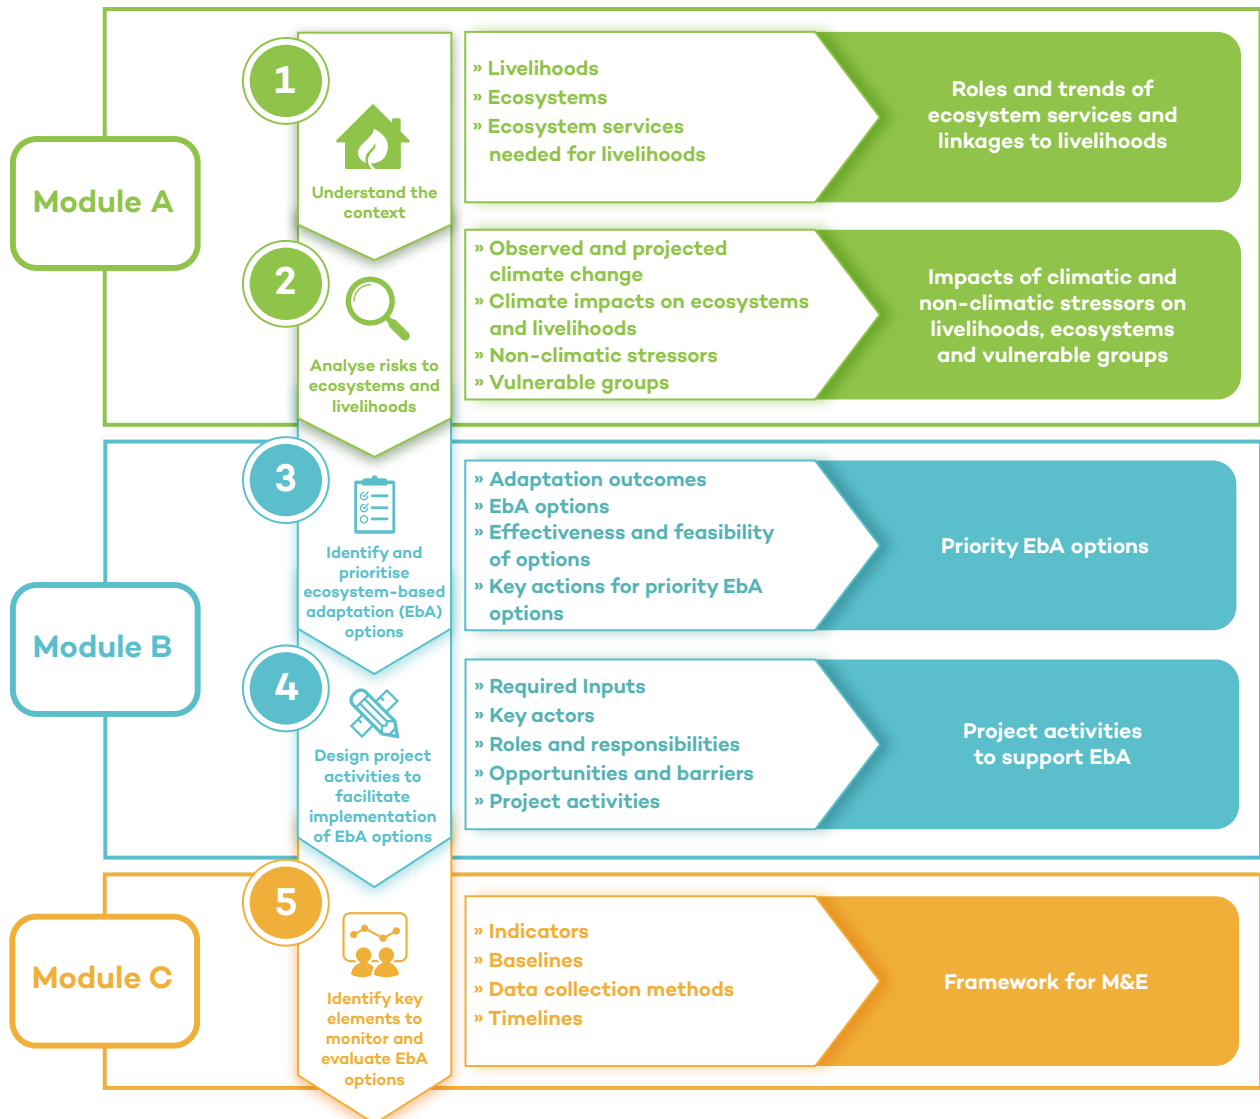 Module A
1
Understand the
context
» Livelihoods
» Ecosystems
» Ecosystem services
needed for livelihoods
Roles and trends of
ecosystem services and
linkages to livelihoods
2
Analyse risks to
ecosystems and
livelihoods
» Observed and projected
climate change
» Climate impacts on ecosystems
and livelihoods
» Non-climatic stressors
» Vulnerable groups
Impacts of climatic and
non-climatic stressors on
livelihoods, ecosystems
and vulnerable groups
Module B
3
Identify and
prioritise
ecosystem-based
adaptation (EbA)
options
» Adaptation outcomes
» EbA options
» Effectiveness and feasibility
of options
» Key actions for priority EbA
options
Priority EbA options
4
Design project
activities to
facilitate
implementation
of EbA options
» Required Inputs
» Key actors
» Roles and responsibilities
» Opportunities and barriers
» Project activities
Project activities
to support EbA
Module C
5
Identify key
elements to
monitor and
evaluate EbA
options
» Indicators
» Baselines
» Data collection methods
» Timelines
Framework for M&E